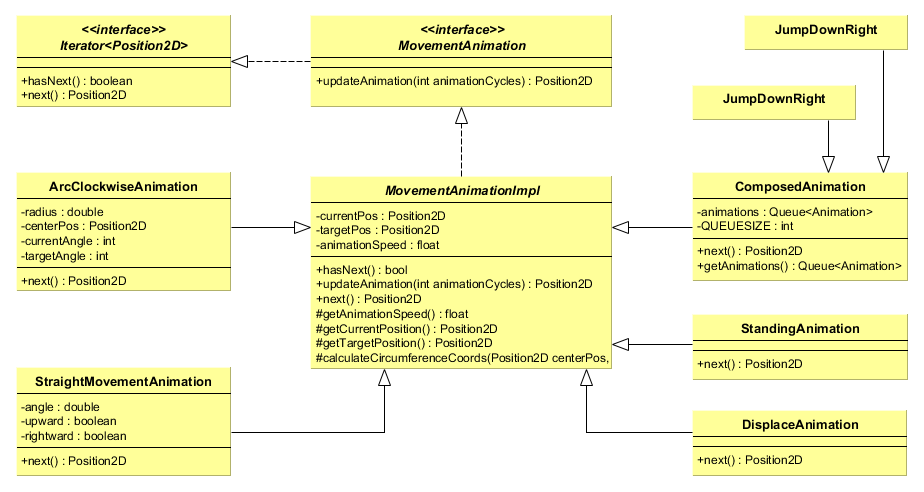 <<interface>>
Iterator<Position2D>
+hasNext() : boolean
+next() : Position2D
<<interface>>
MovementAnimation
+updateAnimation(int animationCycles) : Position2D
JumpDownRight
JumpDownRight
ArcClockwiseAnimation
-radius : double
-centerPos : Position2D
-currentAngle : int
-targetAngle : int
+next() : Position2D
MovementAnimationImpl
-currentPos : Position2D
-targetPos : Position2D
-animationSpeed : float
+hasNext() : bool
+updateAnimation(int animationCycles) : Position2D
+next() : Position2D
#getAnimationSpeed() : float
#getCurrentPosition() : Position2D
#getTargetPosition() : Position2D
#calculateCircumferenceCoords(Position2D centerPos,
ComposedAnimation
-animations : Queue<Animation>
-QUEUESIZE : int
+next() : Position2D
+getAnimations() : Queue<Animation>
StandingAnimation
+next() : Position2D
StraightMovementAnimation
-angle : double
-upward : boolean
-rightward : boolean
+next() : Position2D
DisplaceAnimation
+next() : Position2D